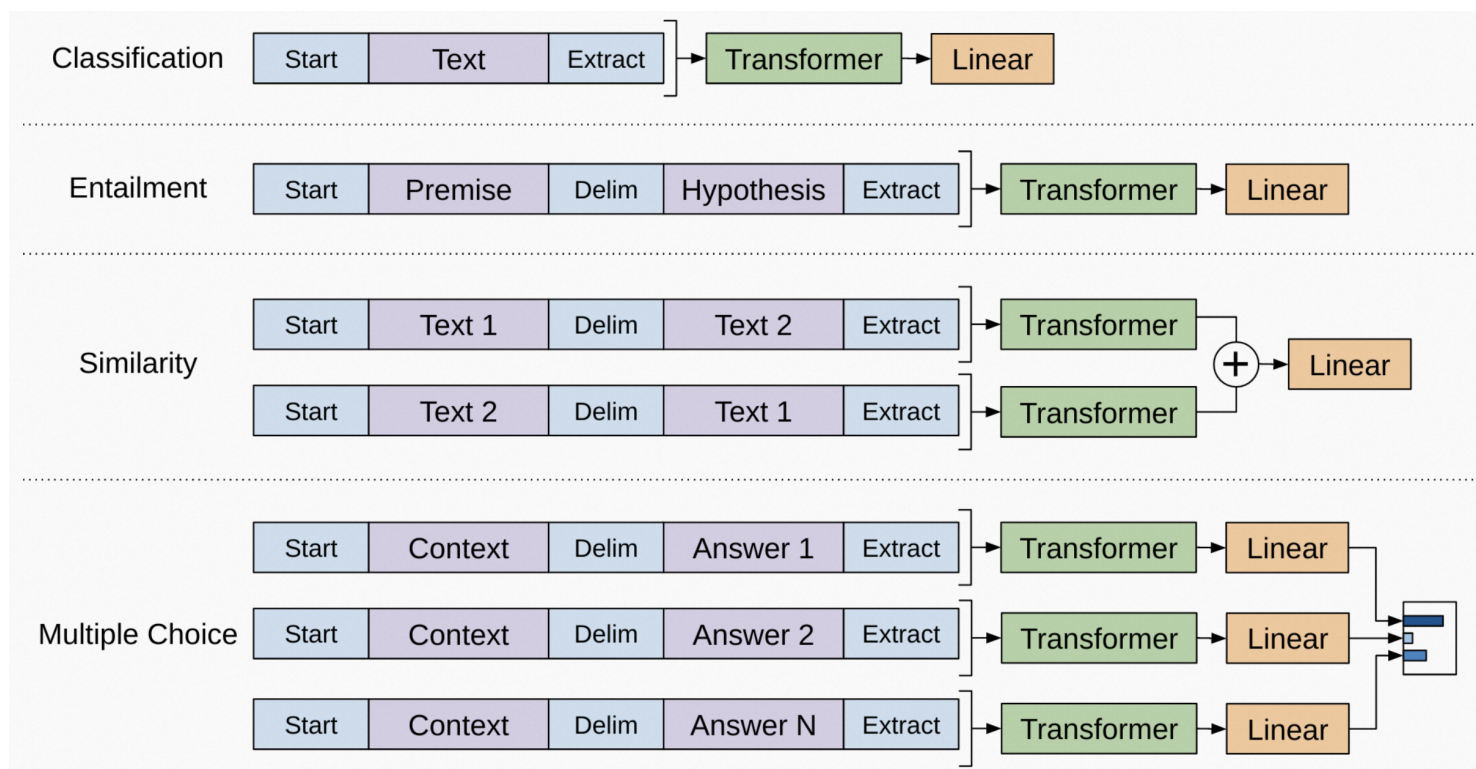 Classification Start Text Extract Transformer Linear
Entailment Start Premise Delim Hypothesis Extract Transformer Linear
Start Text 1 Delim Text 2 Extract Transformer
Similarity + Linear
Start Text 2 Delim Text 1 Extract Transformer
Start Context Delim Answer 1 Extract Transformer Linear
Multiple Choice Start Context Delim Answer 2 Extract Transformer Linear
Start Context Delim Answer N Extract Transformer Linear